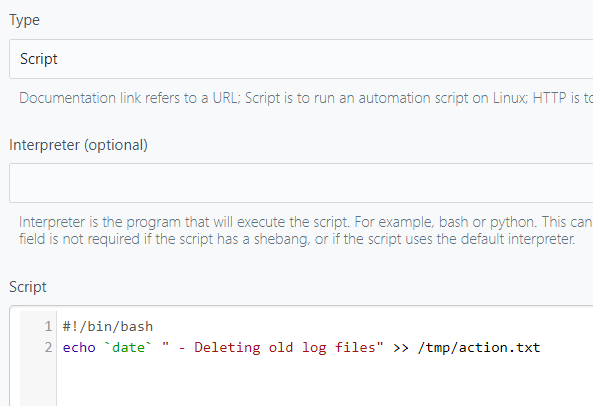 Type
Script
Documentation link refers to a URL; Script is to run an automation script on Linux; HTTP is to
Interpreter (optional)
Interpreter is the program that will execute the script. For example, bash or python. This can
field is not required if the script has a shebang, or if the script uses the default interpreter.
Script
1 #!/bin/bash
2 echo `date` " - Deleting old log files" >> /tmp/action.txt